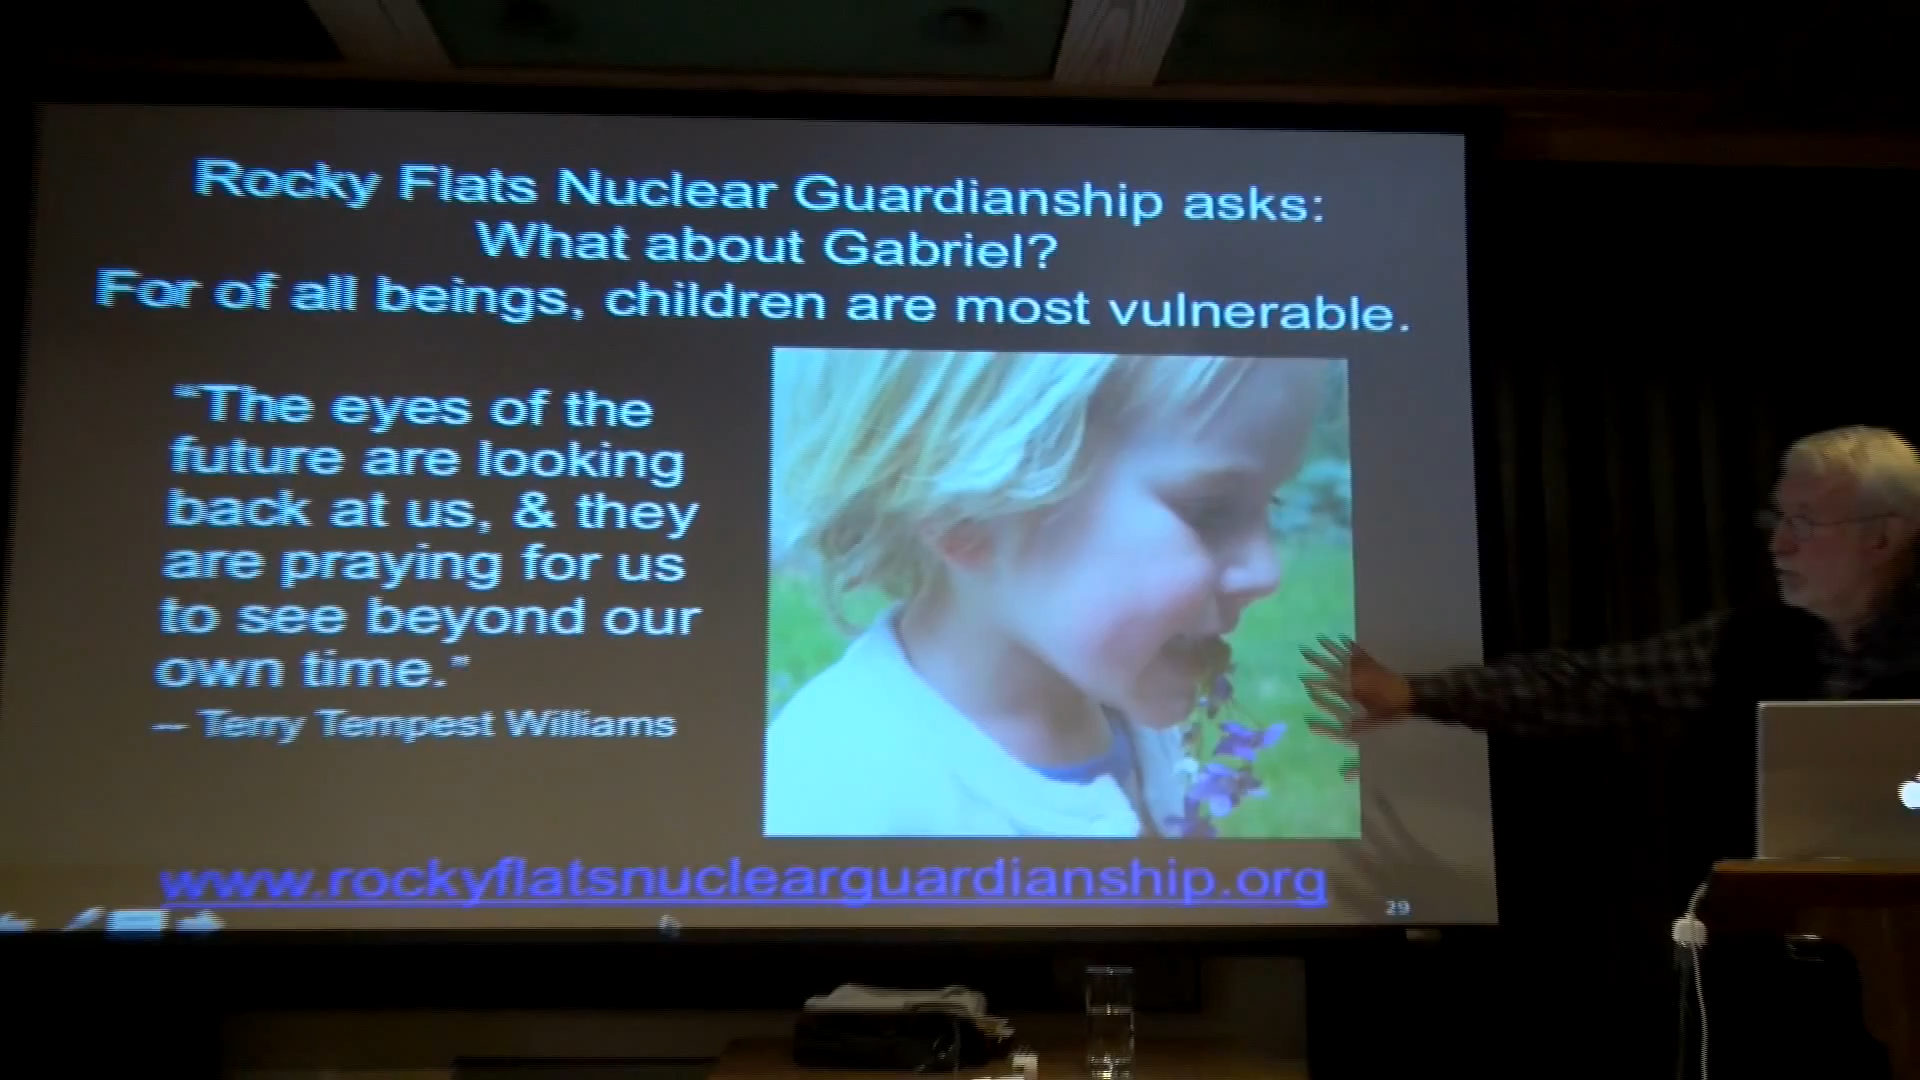 Rocky Flats Nuclear Guardianship asks:
What about Gabriel?
For of all beings, children are most vulnerable.
“The eyes of the
future are looking
back at us, & they
are praying for us
to see beyond our
own time.”
– Terry Tempest Williams
www.rockyflatsnuclearguardianship.org
29